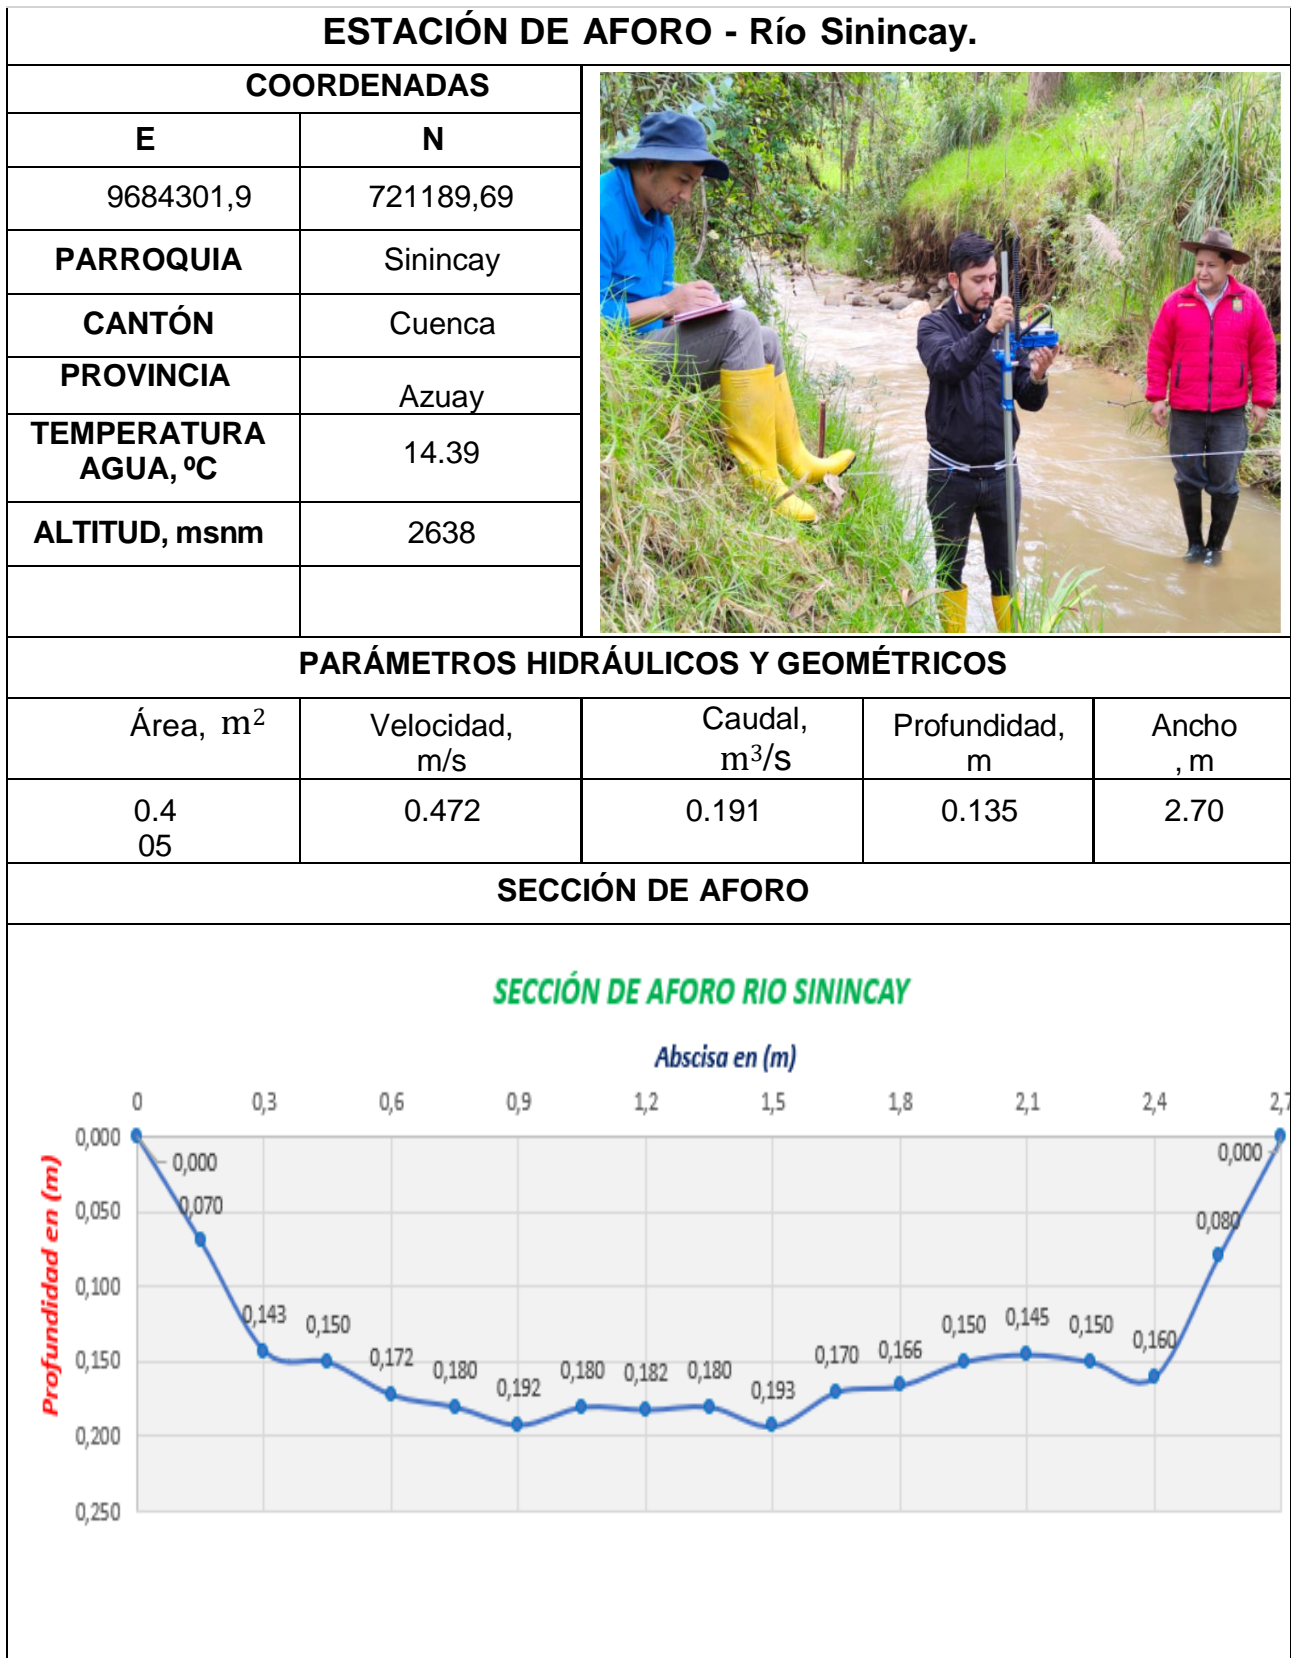 ESTACIÓN DE AFORO - Río Sinincay.
COORDENADAS
E N
9684301,9 721189,69
PARROQUIA Sinincay
CANTÓN Cuenca
PROVINCIA Azuay
TEMPERATURA
AGUA, ºC 14.39
ALTITUD, msnm 2638
PARÁMETROS HIDRÁULICOS Y GEOMÉTRICOS
Área, m² Velocidad, Caudal, Profundidad, Ancho
m/s m³/s m , m
0.4 0.472 0.191 0.135 2.70
05
SECCIÓN DE AFORO
SECCIÓN DE AFORO RIO SININCAY
Abscisa en (m)
0 0,3 0,6 0,9 1,2 1,5 1,8 2,1 2,4 2,7
Profundidad en (m)
0,000
0,050
0,100
0,150
0,200
0,250
0,000
0,070
0,143
0,150
0,172
0,180
0,192
0,180
0,182
0,180
0,193
0,170
0,166
0,150
0,145
0,150
0,160
0,080
0,000